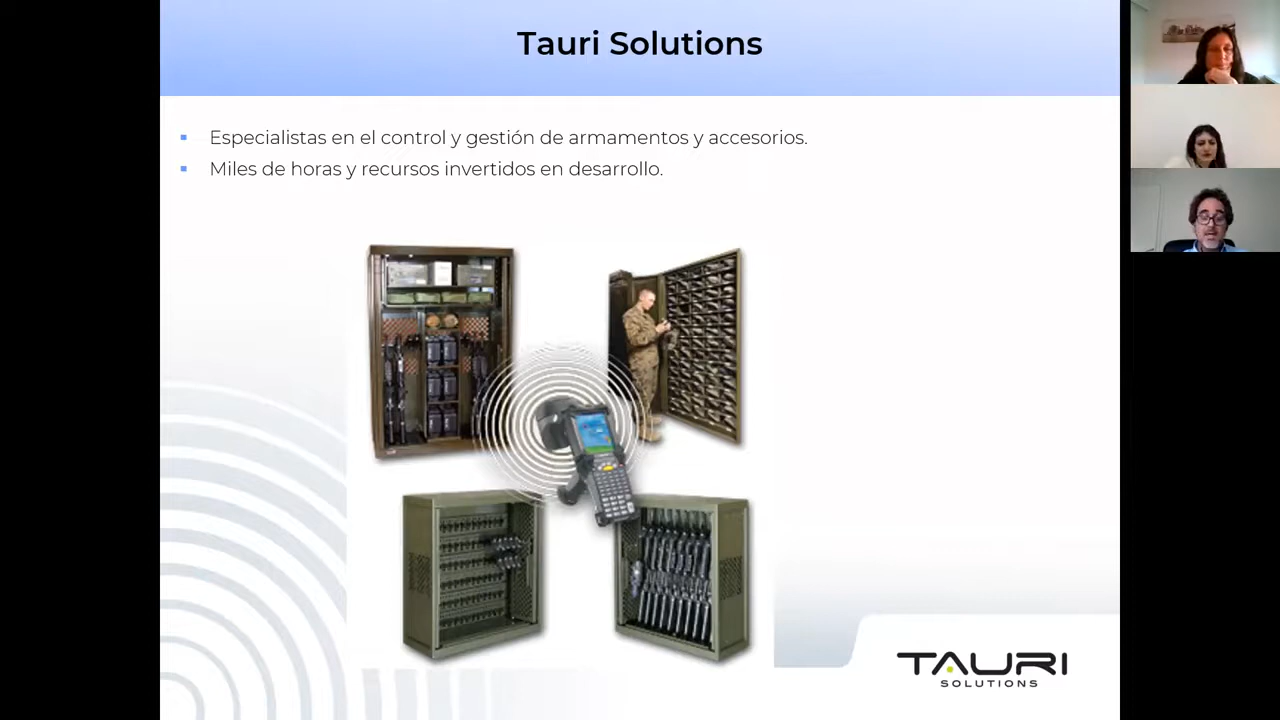 Tauri Solutions
Especialistas en el control y gestión de armamentos y accesorios.
Miles de horas y recursos invertidos en desarrollo.
TAURI
SOLUTIONS